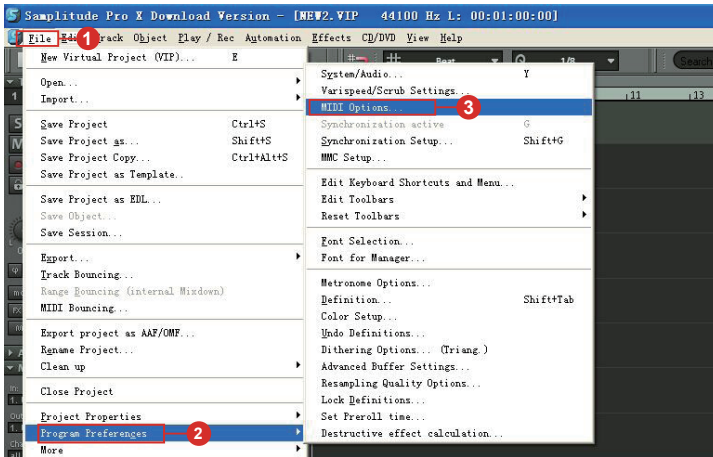 Samplitude Pro X Download Version - [NEW2.VIP 44100 Hz L: 00:01:00:00]
File 1 Track Object Play / Rec Automation Effects CD/DVD View Help
New Virtual Project (VIP)... E
Open...
Import...
Save Project Ctrl+S
Save Project as... Shift+S
Save Project Copy... Ctrl+Alt+S
Save Project as Template..
Save Project as EDL...
Save Object...
Save Session...
Export...
Track Bouncing...
Range Bouncing (internal Mixdown)
MIDI Bouncing...
Export project as AAF/OMF...
Rename Project...
Clean up
Close Project
Project Properties
Program Preferences 2
More
Bear 1/8 Search
11 13
System/Audio... Y
Varispeed/Scrub Settings...
MIDI Options... 3
Synchronization active G
Synchronization Setup... Shift+G
MMC Setup...
Edit Keyboard Shortcuts and Menu...
Edit Toolbars
Reset Toolbars
Font Selection...
Font for Manager...
Metronome Options...
Definition... Shift+Tab
Color Setup...
Undo Definitions...
Dithering Options... (Triang.)
Advanced Buffer Settings...
Resampling Quality Options...
Lock Definitions...
Set Preroll time...
Destructive effect calculation...